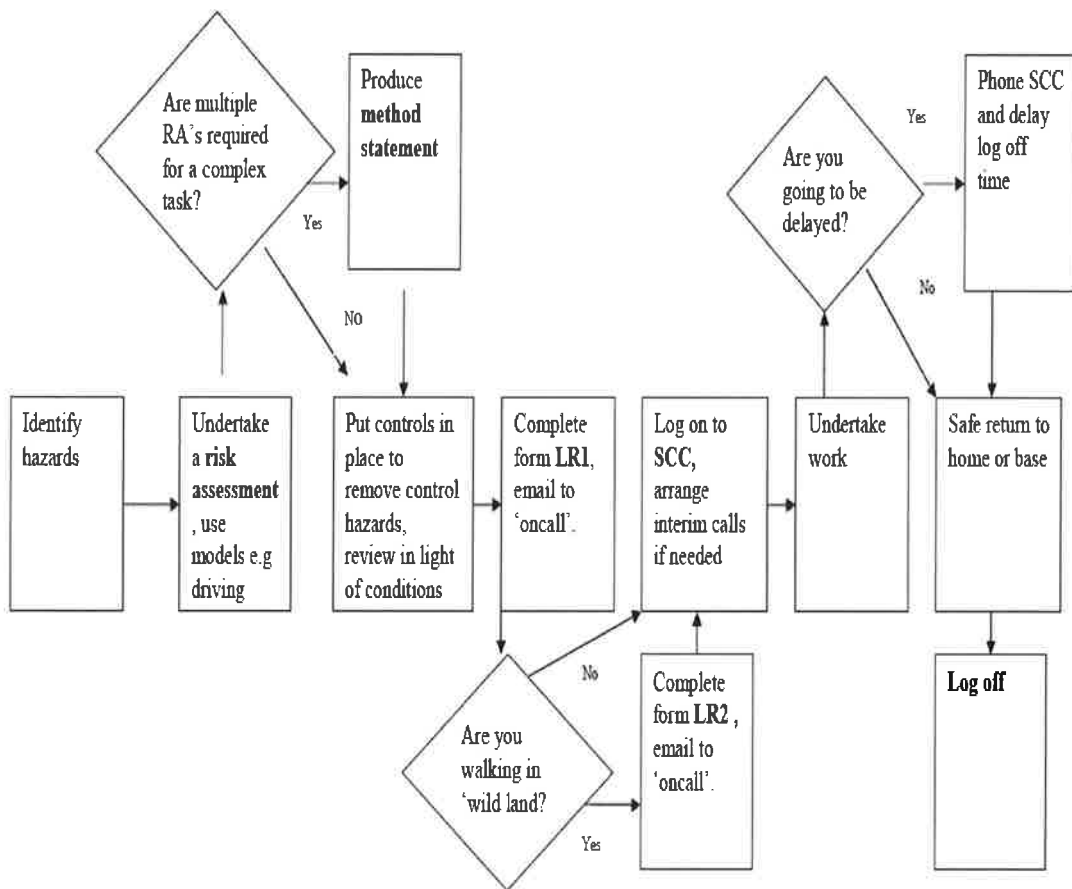 Are multiple
RA's required
for a complex
task?
Yes
NO
Produce
method
statement
Are you
going to be
delayed?
Yes
No
Phone SCC
and delay
log off
time
Identify
hazards
Undertake
a risk
assessment
, use
models e.g
driving
Put controls in
place to
remove control
hazards,
review in light
of conditions
Complete
form LR1,
email to
'oncall'.
Log on to
SCC,
arrange
interim calls
if needed
Undertake
work
Safe return to
home or base
Are you
walking in
'wild land?
No
Yes
Complete
form LR2 ,
email to
'oncall'.
Log off